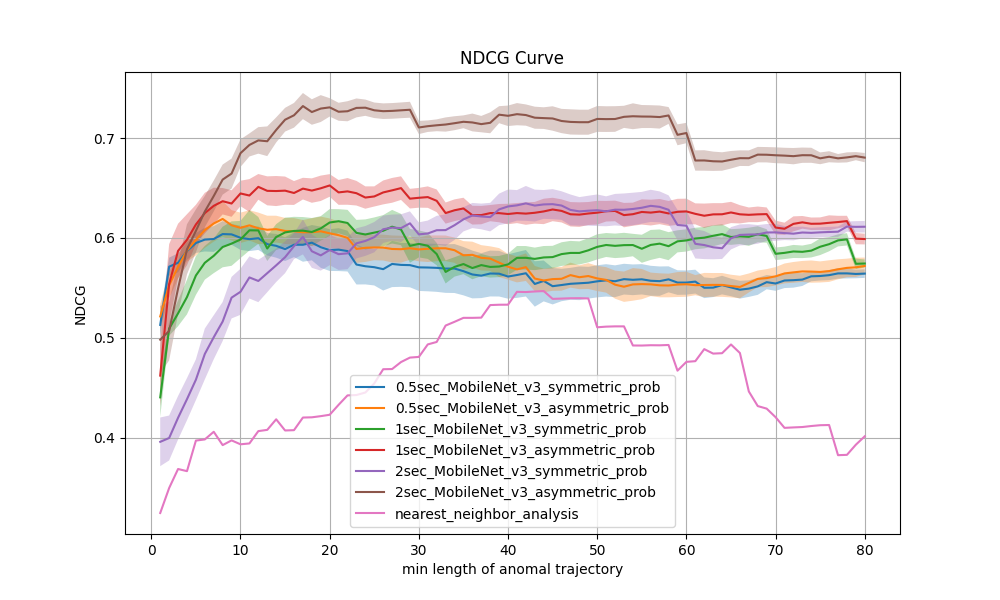 NDCG Curve
NDCG
0.7
0.6
0.5
0.4
0.5sec_MobileNet_v3_symmetric_prob
0.5sec_MobileNet_v3_asymmetric_prob
1sec_MobileNet_v3_symmetric_prob
1sec_MobileNet_v3_asymmetric_prob
2sec_MobileNet_v3_symmetric_prob
2sec_MobileNet_v3_asymmetric_prob
nearest_neighbor_analysis
0 10 20 30 40 50 60 70 80
min length of anomal trajectory